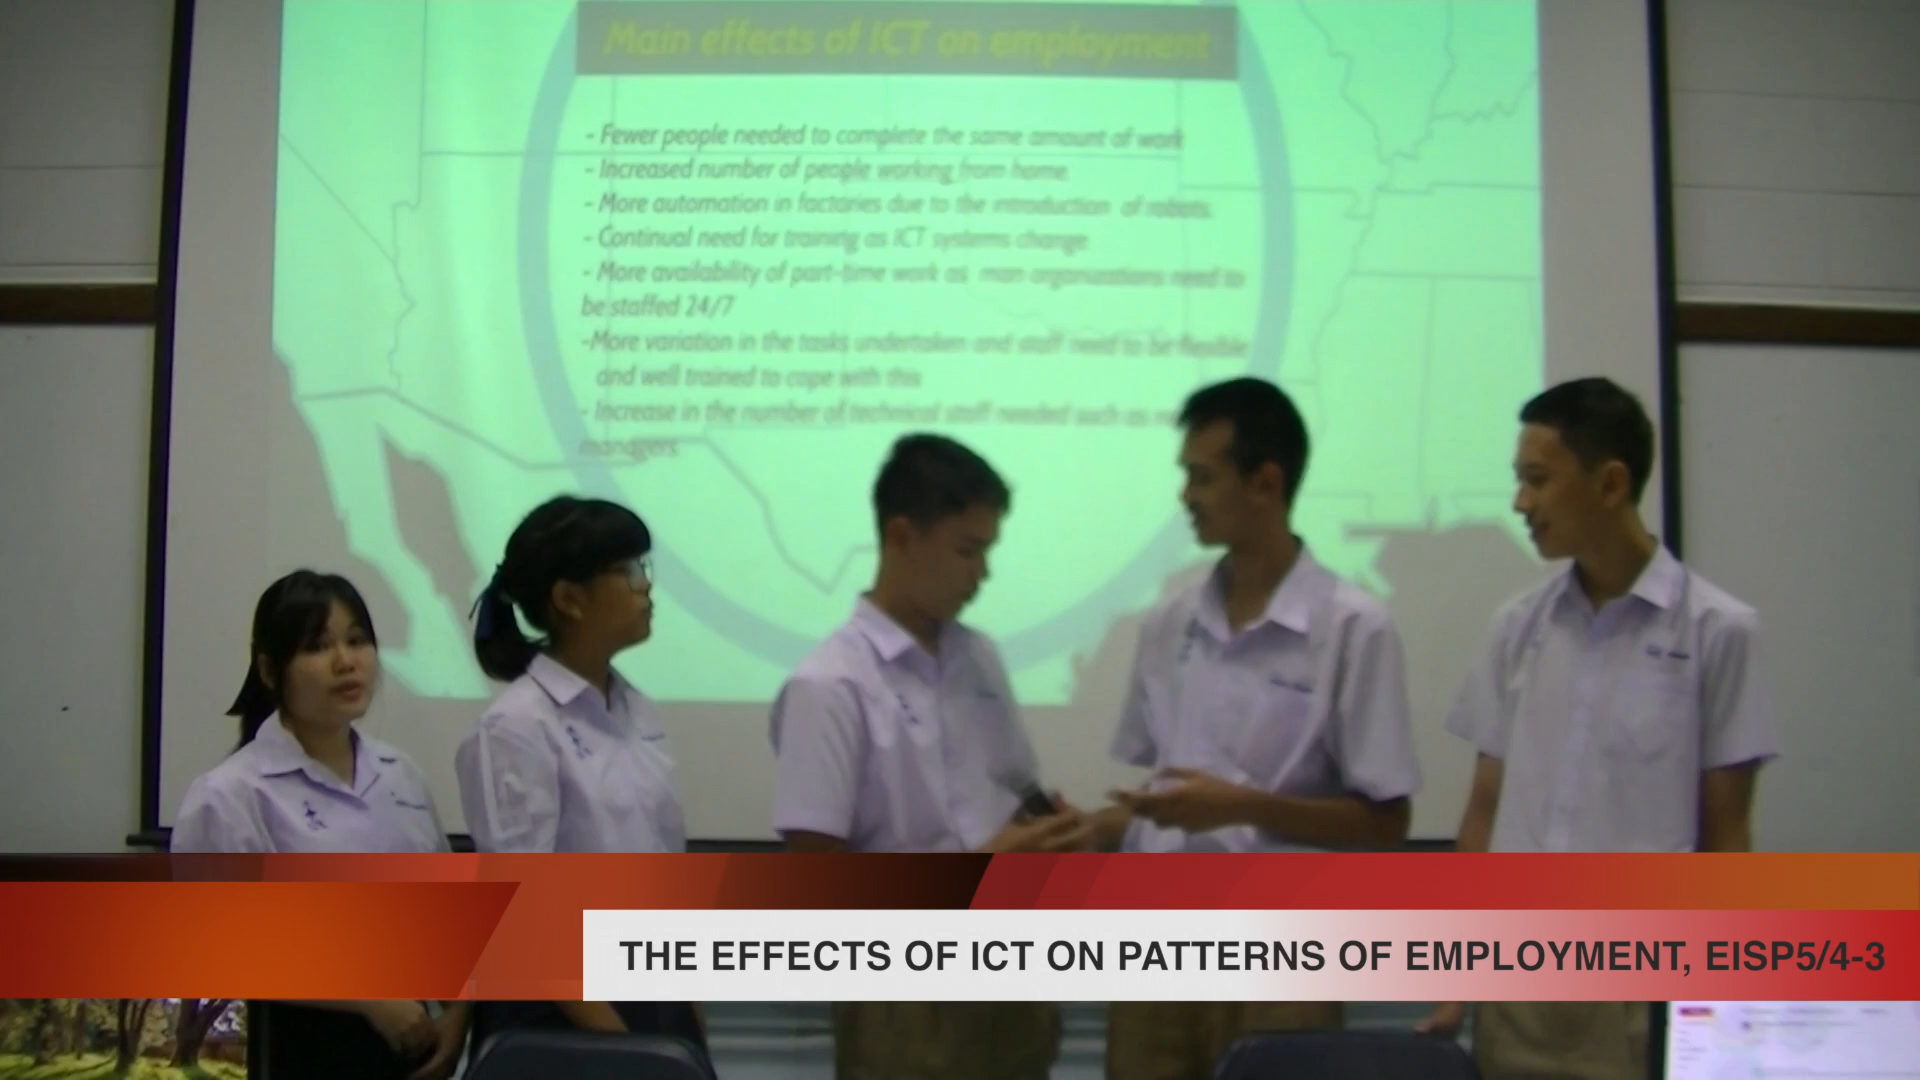 Main effects of ICT on employment
- Fewer people needed to complete the same amount of work
- Increased number of people working from home
- More automation in factories due to the introduction of robots.
- Continual need for training as ICT systems change
- More availability of part-time work as man organizations need to
be staffed 24/7
-More variation in the tasks undertaken and staff need to be flexible
and well trained to cope with this
- Increase in the number of technical staff needed such as
managers
THE EFFECTS OF ICT ON PATTERNS OF EMPLOYMENT, EISP5/4-3